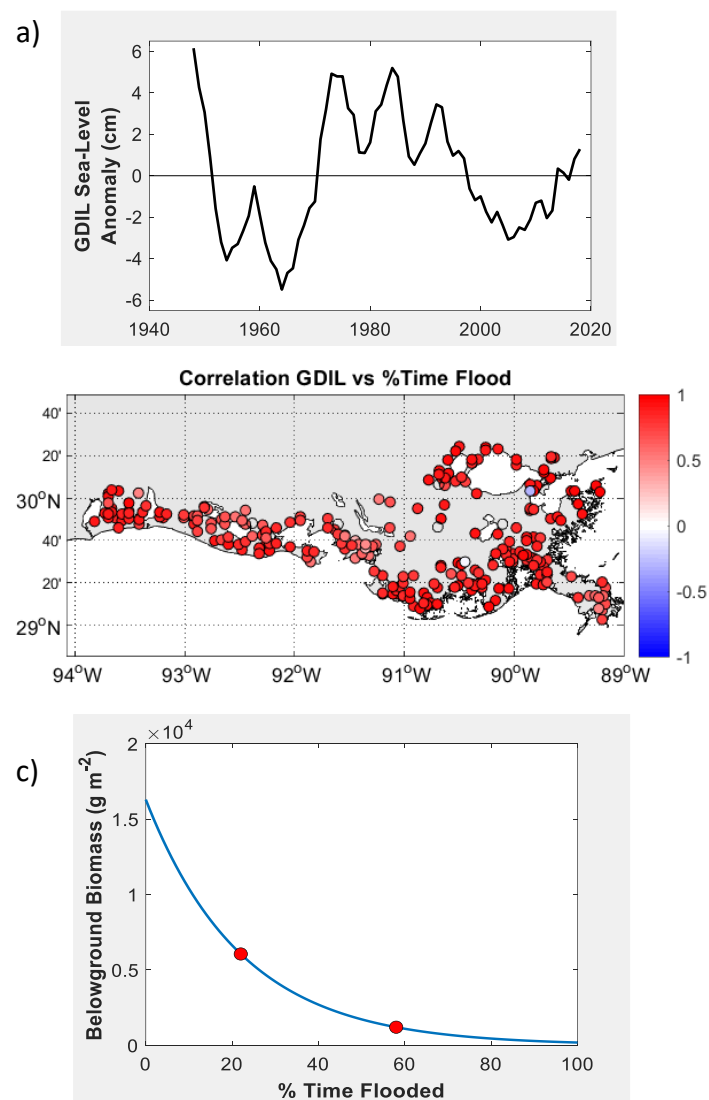 a)
GDIL Sea-Level
Anomaly (cm)
6
4
2
0
-2
-4
-6
1940 1960 1980 2000 2020
Correlation GDIL vs %Time Flood
40'
20'
30°N
40'
20'
29°N
94°W 93°W 92°W 91°W 90°W 89°W
1
0.5
0
-0.5
-1
c)
×10⁴
Belowground Biomass (g m⁻²)
2
1.5
1
0.5
0
0 20 40 60 80 100
% Time Flooded